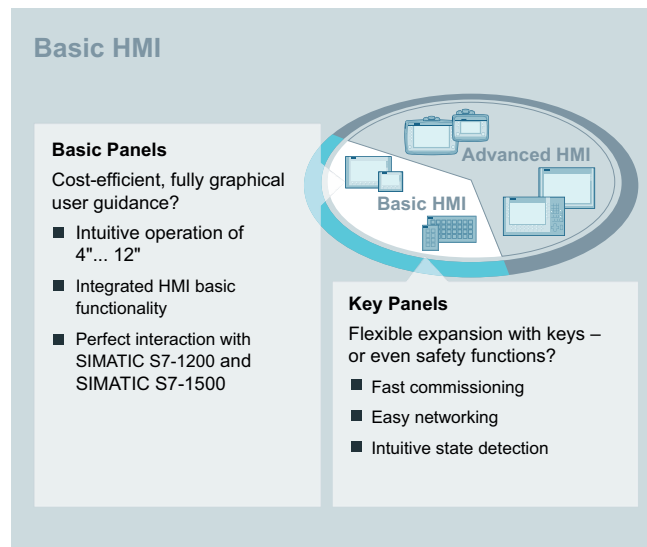 Basic HMI
Basic Panels
Cost-efficient, fully graphical
user guidance?
Intuitive operation of
4"... 12"
Integrated HMI basic
functionality
Perfect interaction with
SIMATIC S7-1200 and
SIMATIC S7-1500
Advanced HMI
Basic HMI
Key Panels
Flexible expansion with keys –
or even safety functions?
Fast commissioning
Easy networking
Intuitive state detection